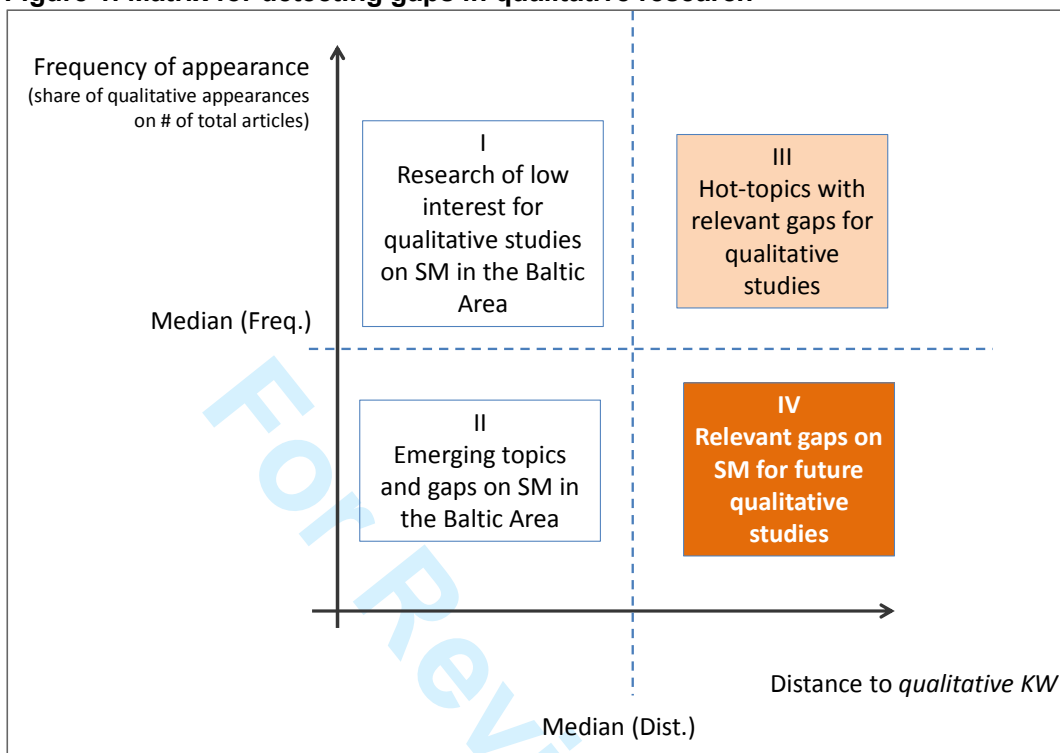 Figure 1. Matrix for detecting gaps in qualitative research
Frequency of appearance
(share of qualitative appearances
on # of total articles)
I
Research of low
interest for
qualitative studies
on SM in the Baltic
Area
III
Hot-topics with
relevant gaps for
qualitative
studies
Median (Freq.)
II
Emerging topics
and gaps on SM in
the Baltic Area
IV
Relevant gaps on
SM for future
qualitative
studies
For Revi
Distance to qualitative KW
Median (Dist.)